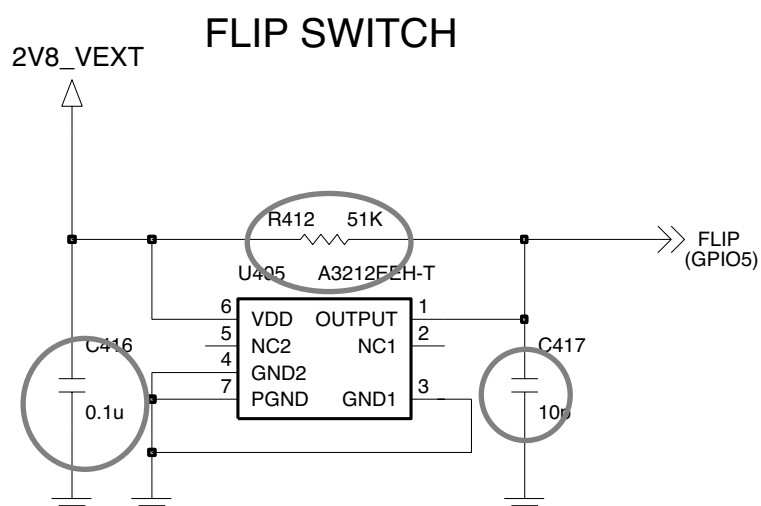 FLIP SWITCH
2V8_VEXT
R412 51K
FLIP
(GPIO5)
U405 A3212EEH-T
6 VDD OUTPUT 1
5 NC2 NC1 2
4 GND2
7 PGND GND1 3
C416
0.1u
C417
10p